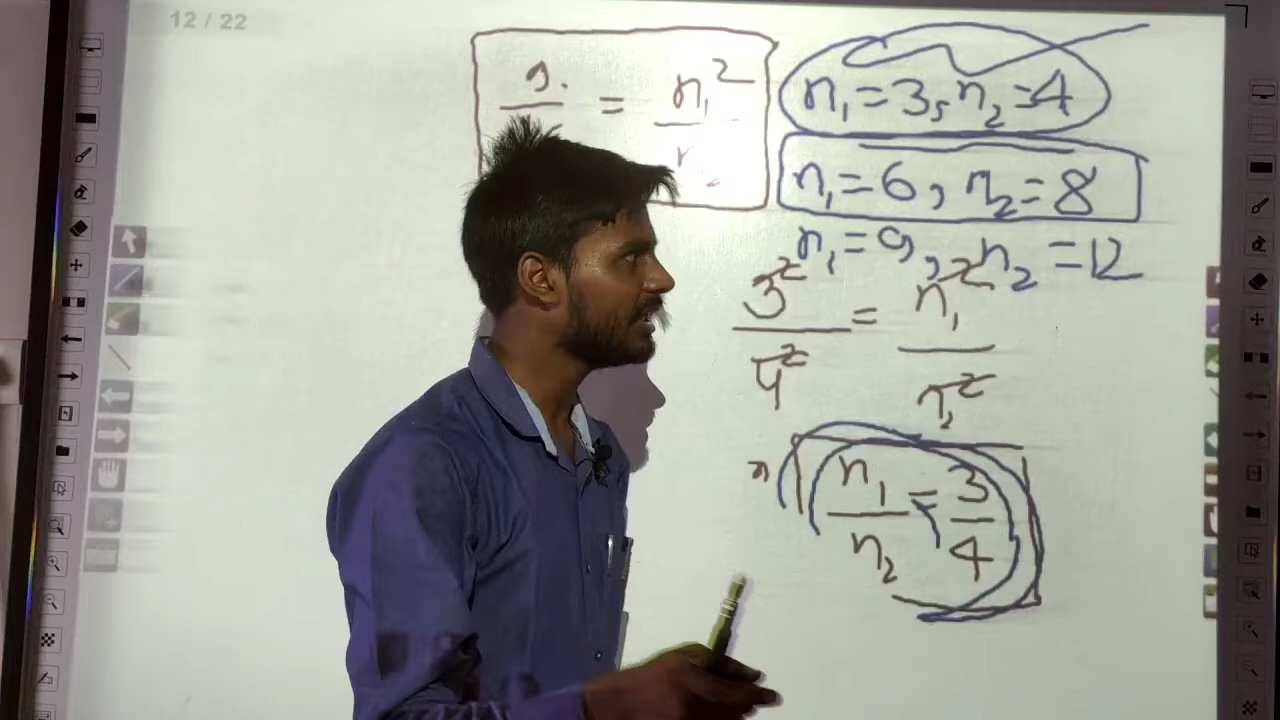 12 / 22
= n₁²
n₁ = 3, n₂ = 4
n₁ = 6, n₂ = 8
n₁ = 9, n₂ = 12
3²/4² = n₁²/n₂²
n₁/n₂ = 3/4